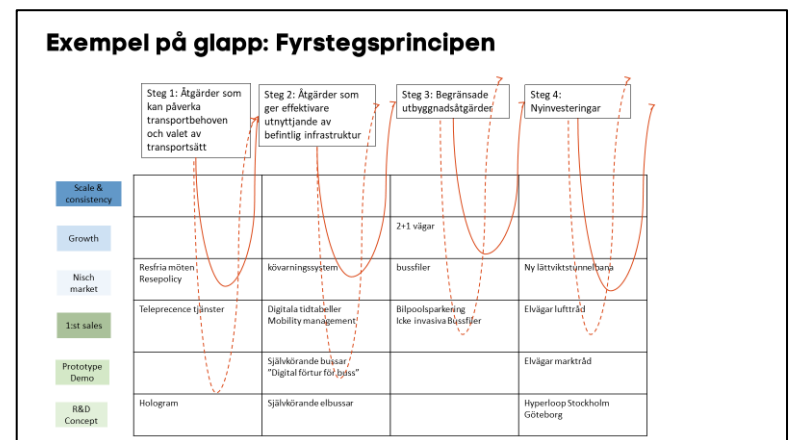 Exempel på glapp: Fyrstegsprincipen
Steg 1: Åtgärder som
kan påverka
transportbehoven
och valet av
transportsätt
Steg 2: Åtgärder som
ger effektivare
utnyttjande av
befintlig infrastruktur
Steg 3: Begränsade
utbyggnadsåtgärder
Steg 4:
Nyinvesteringar
Scale &
consistency
Growth
2+1 vägar
Nisch
market
Resfria möten
Resepolicy
kövarningssystem
bussfiler
Ny lättviktstunnelbana
1:st sales
Teleprecence tjänster
Digitala tidtabeller
Mobility management
Bilpoolsparkering
Icke invasiva Bussfiler
Elvägar lufttråd
Prototype
Demo
Självkörande bussar
"Digital förtur för buss"
Elvägar marktråd
R&D
Concept
Hologram
Självkörande elbussar
Hyperloop Stockholm
Göteborg